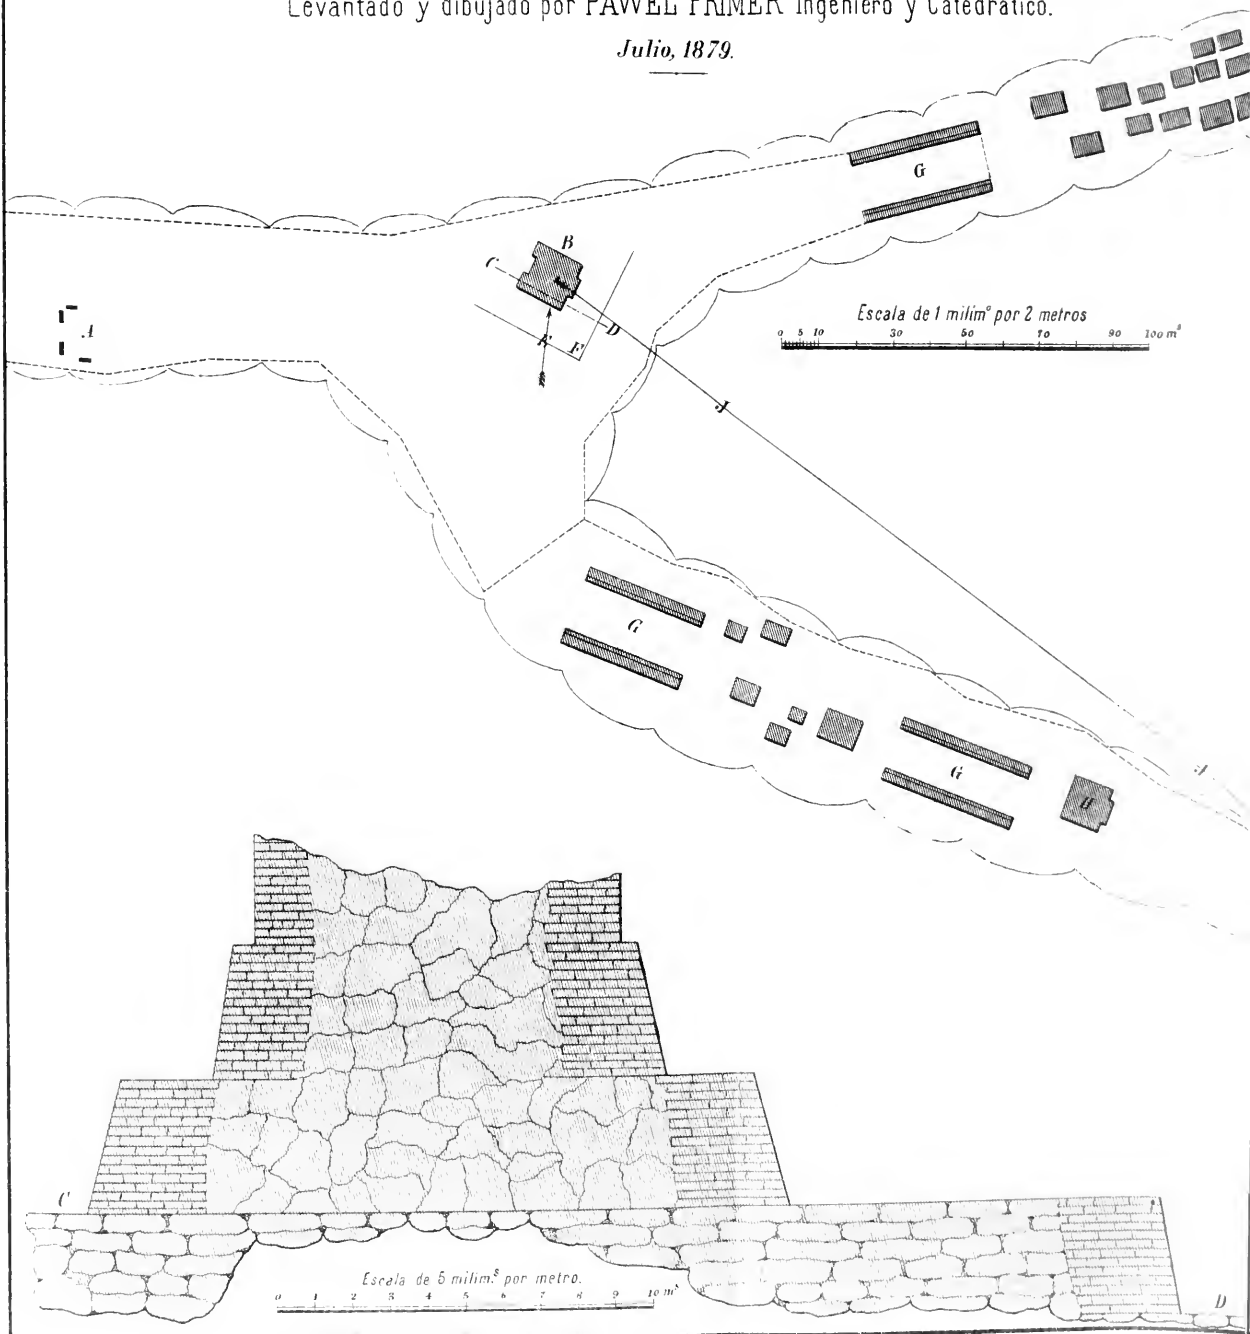 Levantado y dibujado por PAWEL PRIMER Ingeniero y Catedrático.
Julio, 1879.
G
B
C
A
D
F
E
Escala de 1 milím.º por 2 metros
0 5 10 30 50 70 90 100 m.s
J
G
G
J
H
C
Escala de 5 milím.s por metro.
0 1 2 3 4 5 6 7 8 9 10 m.s
D